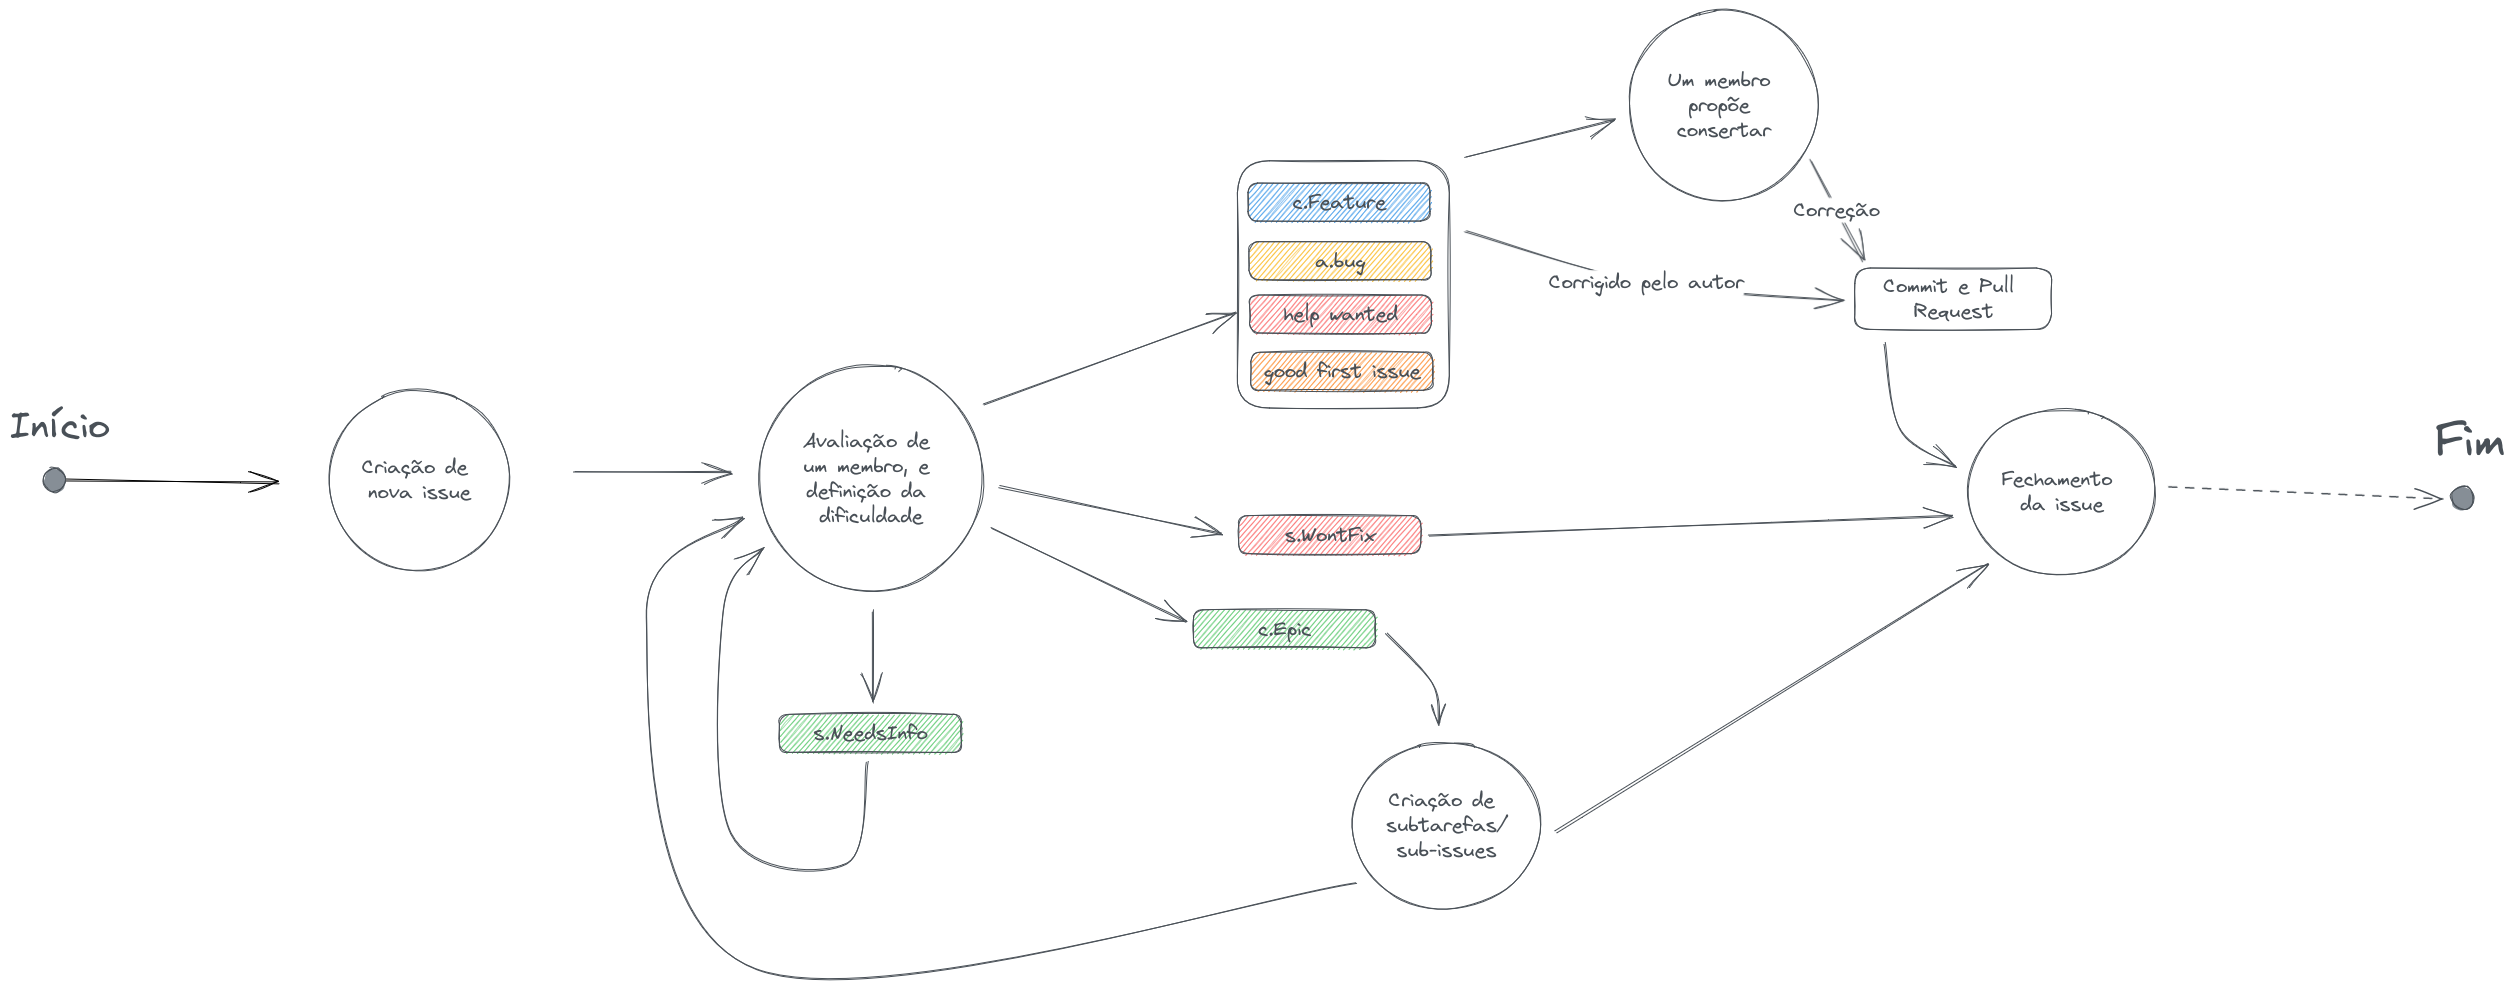 Início
Criação de
nova issue
Avaliação de
um membro, e
definição da
dificuldade
c.Feature
a.bug
help wanted
good first issue
s.WontFix
c.Epic
s.NeedsInfo
Criação de
subtarefas/
sub-issues
Um membro
propõe
consertar
Correção
Corrigido pelo autor
Commit e Pull
Request
Fechamento
da issue
Fim